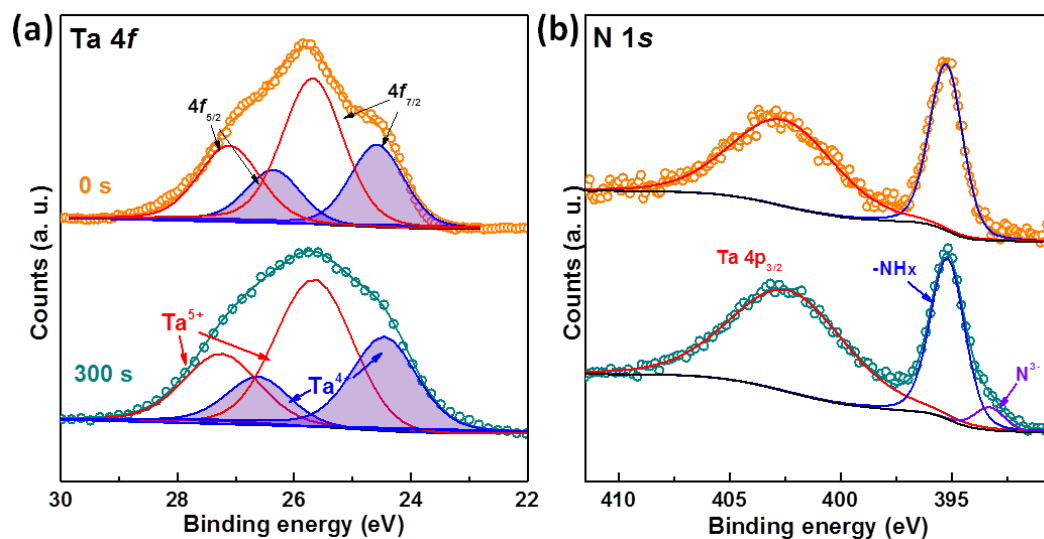 (a) Ta 4f
4f5/2
4f7/2
0 s
Ta5+
Ta4+
300 s
Counts (a. u.)
30 28 26 24 22
Binding energy (eV)
(b) N 1s
Ta 4p3/2
-NHx
N3-
Counts (a. u.)
410 405 400 395
Binding energy (eV)